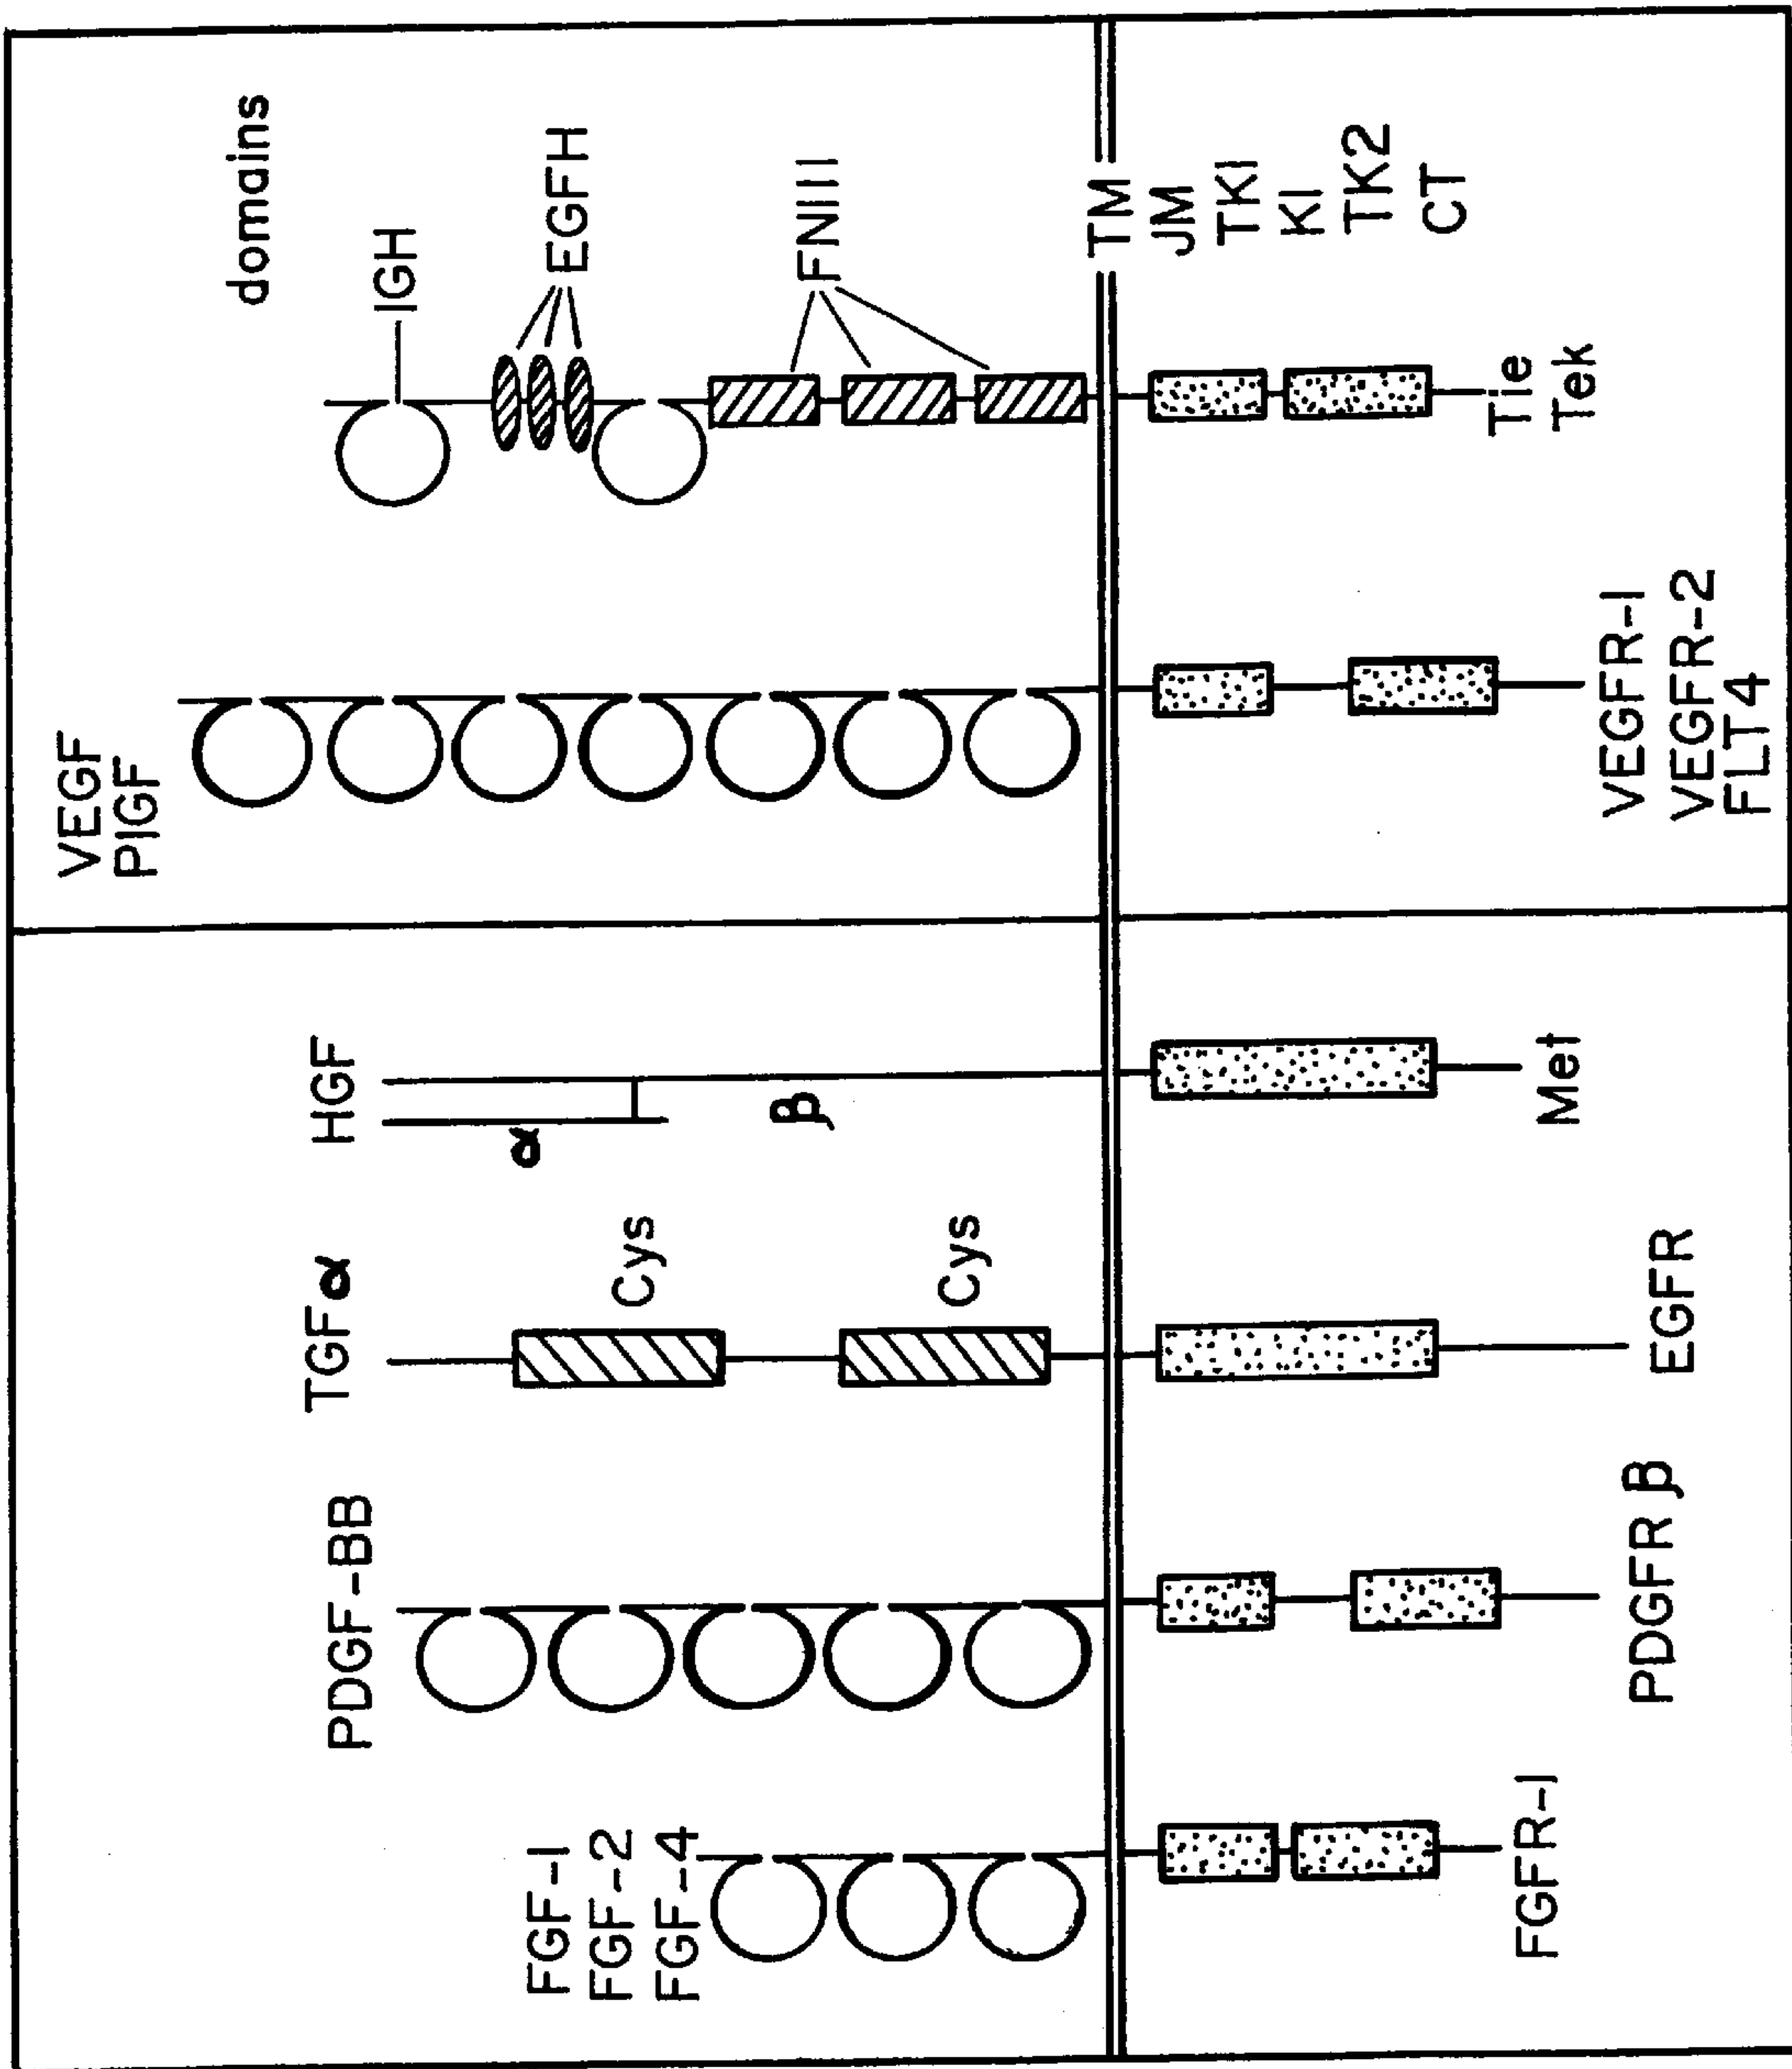 FGF-1
FGF-2
FGF-4
PDGF-BB
TGFα
HGF
VEGF
PIGF
domains
IGH
EGFH
FNIII
Cys
Cys
α
β
TM
JM
TK1
KI
TK2
CT
FGFR-1
PDGFR β
EGFR
Met
VEGFR-1
VEGFR-2
FLT4
Tie
Tek